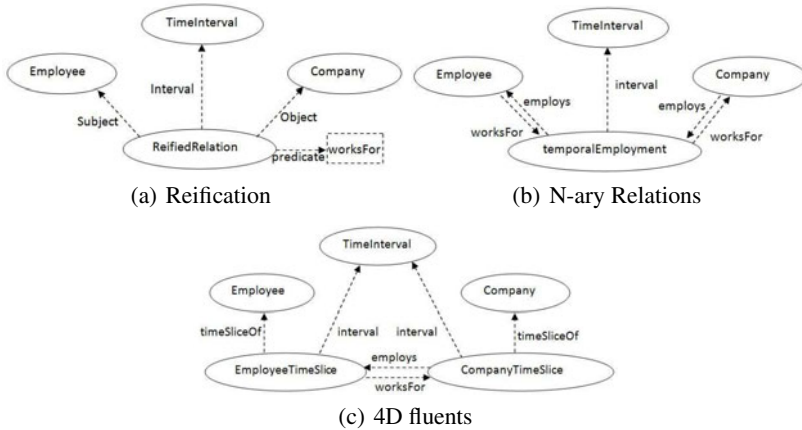 TimeInterval
Employee
Company
Interval
Subject
Object
ReifiedRelation
predicate
worksFor
(a) Reification
TimeInterval
Employee
Company
employs
interval
employs
worksFor
worksFor
temporalEmployment
(b) N-ary Relations
TimeInterval
Employee
Company
timeSliceOf
interval
interval
timeSliceOf
employs
EmployeeTimeSlice
CompanyTimeSlice
worksFor
(c) 4D fluents